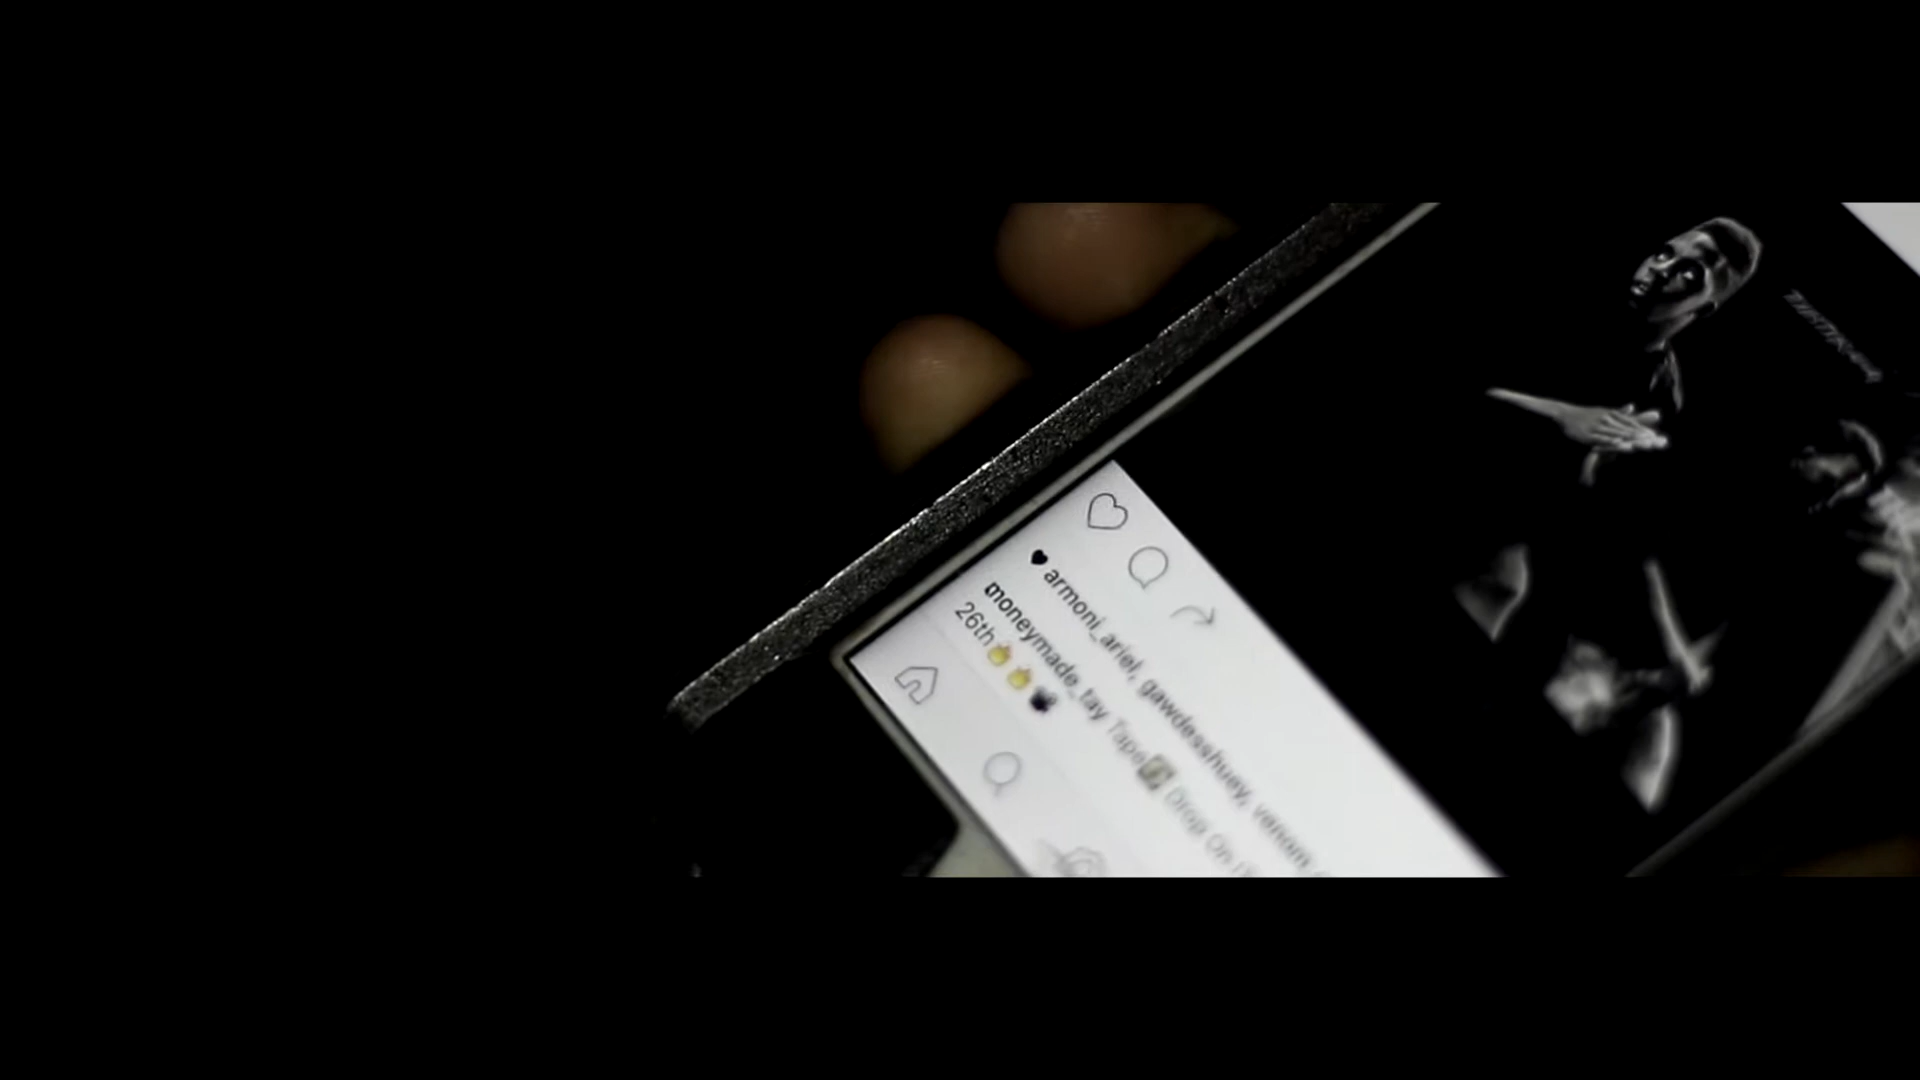 armoni_ariel, gawdesshuey, venom
moneymade_tay Tape Drop On
26th